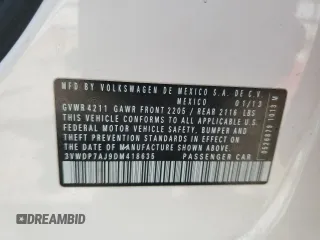 MFD BY VOLKSWAGEN DE MEXICO S.A. DE C.V.
MEXICO 01/13
GVWR 4211 GAWR FRONT 2205 / REAR 2116 LBS
THIS VEHICLE CONFORMS TO ALL APPLICABLE U.S.
FEDERAL MOTOR VEHICLE SAFETY,
BUMPER, AND THEFT PREVENTION STANDARDS IN
EFFECT ON THE DATE OF MANUFACTURE SHOWN ABOVE
3VWDP7AJ9DM418635 PASSENGER CAR
© DREAMBID